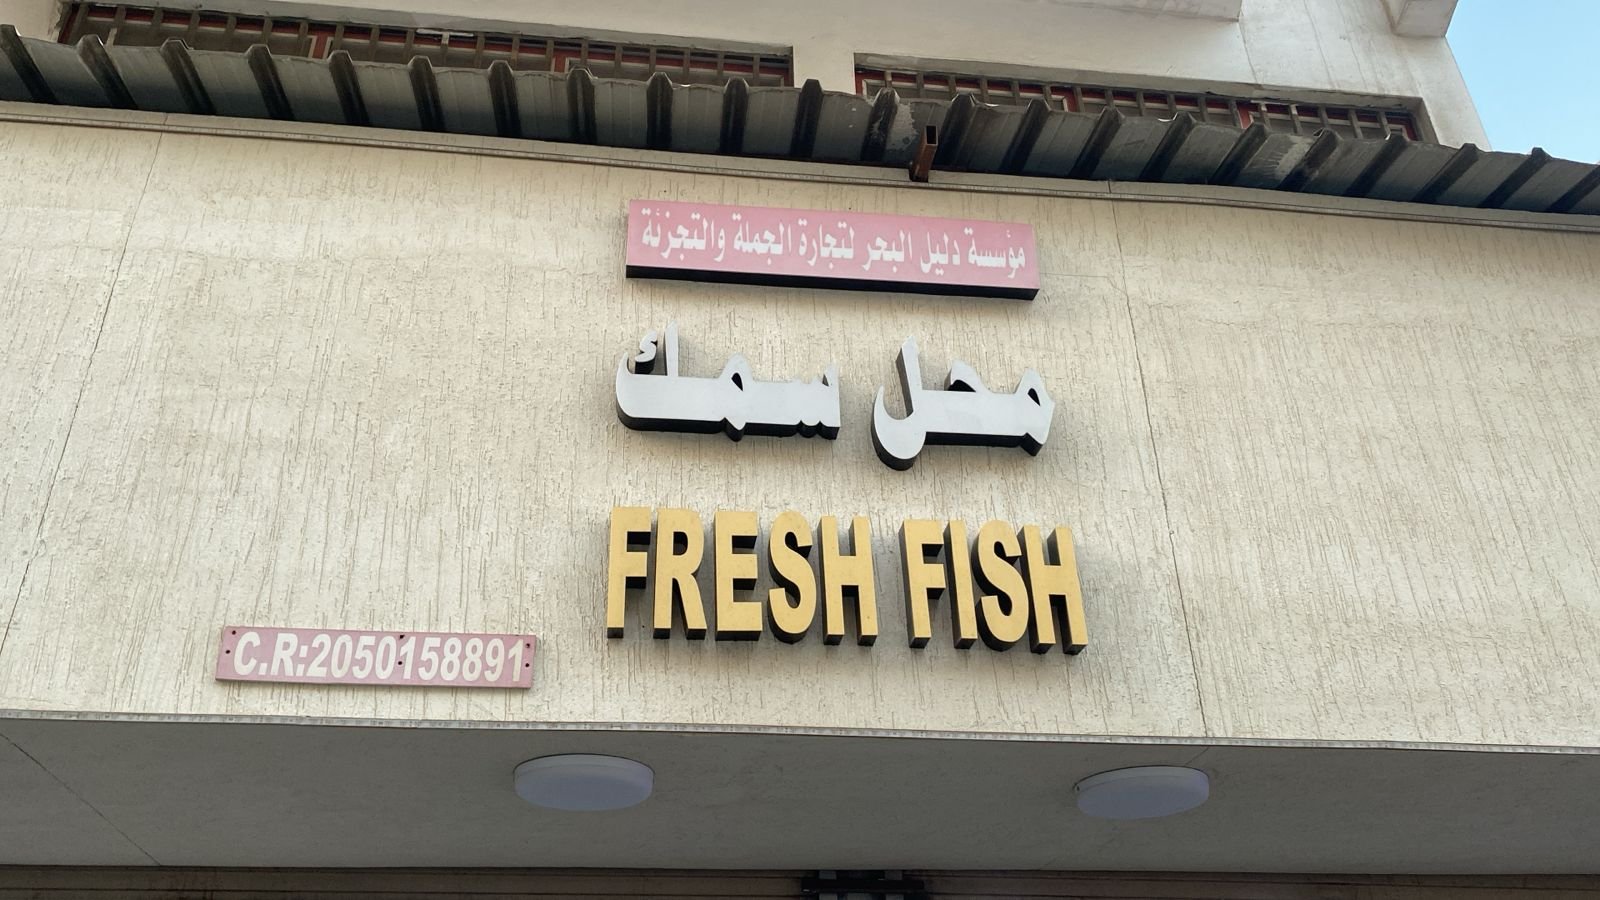 مؤسسة دليل البحر لتجارة الجملة والتجزئة
محل سمك
FRESH FISH
C.R:2050158891